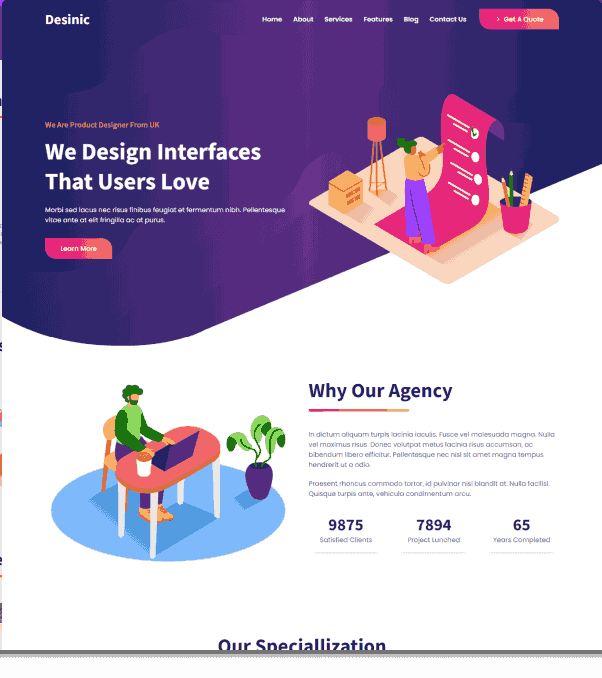 Desinic
Home About Services Features Blog Contact Us Get A Quote
We Are Product Designer From UK
We Design Interfaces
That Users Love
Morbi sed lacus nec risus finibus feugiat et fermentum nibh. Pellentesque
vitae ante at elit fringilla ac at purus.
Learn More
Why Our Agency
In dictum aliquam turpis lacinia iaculis. Fusce vel malesuada magna. Nulla
vel maximus risus. Donec volutpat metus lacinia risus accumsan, ac
bibendum libero efficitur. Pellentesque nec nisl sit amet magna tempus
hendrerit ut a odio.
Praesent rhoncus commodo tortor, id pulvinar nisl blandit at. Nulla facilisi.
Quisque turpis ante, vehicula condimentum arcu.
9875 7894 65
Satisfied Clients Project Lunched Years Completed
Our Speciallization